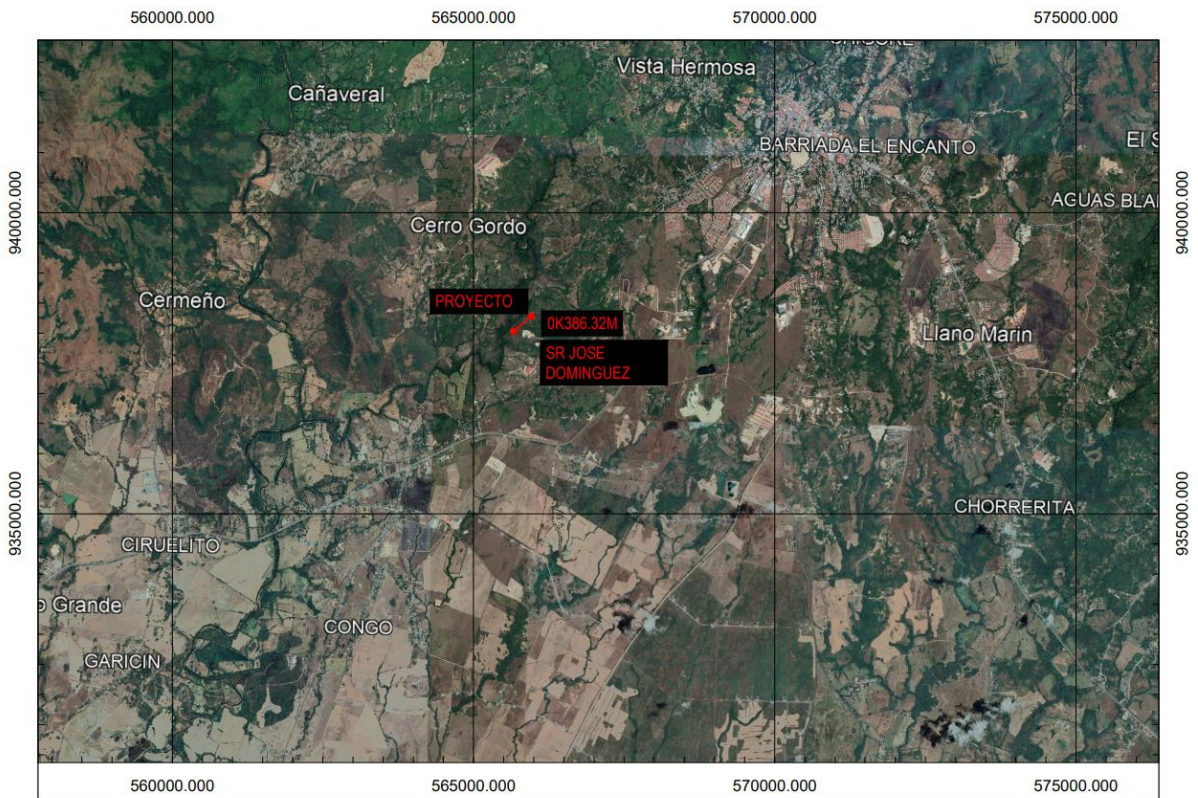 560000.000
565000.000
570000.000
575000.000
Vista Hermosa
Cañaveral
BARRIADA EL ENCANTO
AGUAS
940000.000
940000.000
Cerro Gordo
Cermeño
PROYECTO
0K386.32M
Llano Marin
SR JOSE
DOMINGUEZ
935000.000
935000.000
CHORRERITA
CIRUELITO
Grande
CONGO
GARICIN
560000.000
565000.000
570000.000
575000.000